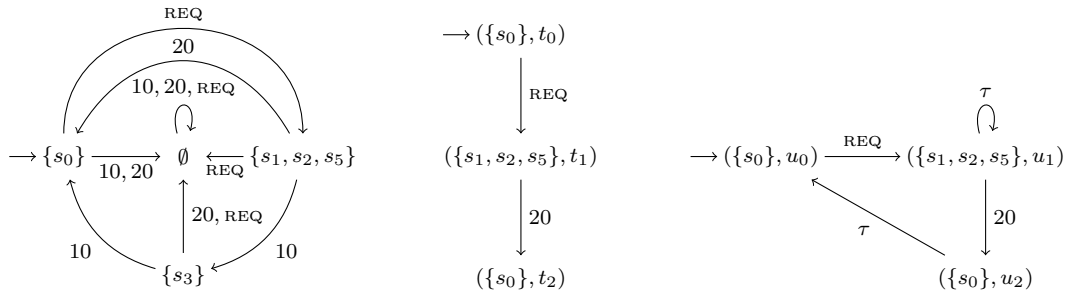 REQ
20
10, 20, REQ
{s0} 10, 20 ∅ REQ {s1, s2, s5}
20, REQ
10 10
{s3}
({s0}, t0)
REQ
({s1, s2, s5}, t1)
20
({s0}, t2)
τ
({s0}, u0) REQ ({s1, s2, s5}, u1)
20
τ
({s0}, u2)